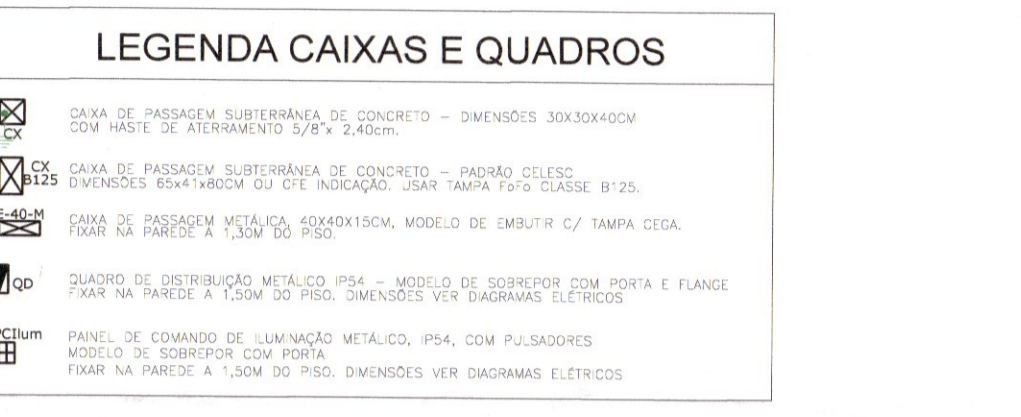 LEGENDA CAIXAS E QUADROS
CX
CAIXA DE PASSAGEM SUBTERRÂNEA DE CONCRETO – DIMENSÕES 30X30X40CM
COM HASTE DE ATERRAMENTO 5/8"x 2,40cm.
CX
B125
CAIXA DE PASSAGEM SUBTERRÂNEA DE CONCRETO – PADRÃO CELESC
DIMENSÕES 65x41x80CM OU CFE INDICAÇÃO. USAR TAMPA FoFo CLASSE B125.
E-40-M
CAIXA DE PASSAGEM METÁLICA, 40X40X15CM, MODELO DE EMBUTIR C/ TAMPA CEGA.
FIXAR NA PAREDE A 1,30M DO PISO.
QD
QUADRO DE DISTRIBUIÇÃO METÁLICO IP54 – MODELO DE SOBREPOR COM PORTA E FLANGE
FIXAR NA PAREDE A 1,50M DO PISO. DIMENSÕES VER DIAGRAMAS ELÉTRICOS
CIlum
PAINEL DE COMANDO DE ILUMINAÇÃO METÁLICO, IP54, COM PULSADORES
MODELO DE SOBREPOR COM PORTA
FIXAR NA PAREDE A 1,50M DO PISO. DIMENSÕES VER DIAGRAMAS ELÉTRICOS